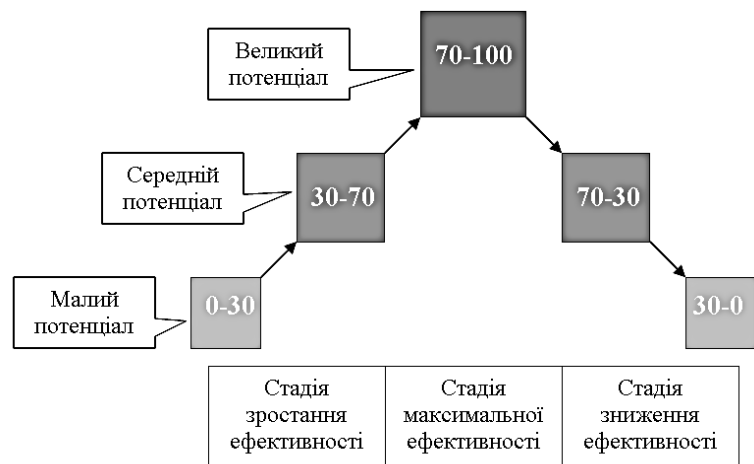 Великий
потенціал
70-100
Середній
потенціал
30-70
70-30
Малий
потенціал
0-30
30-0
Стадія
зростання
ефективності
Стадія
максимальної
ефективності
Стадія
зниження
ефективності